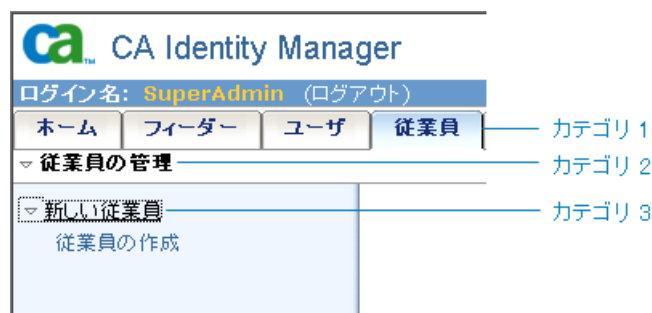 ca™ CA Identity Manager
ログイン名: SuperAdmin (ログアウト)
ホーム フィーダー ユーザ 従業員 カテゴリ 1
▽ 従業員の管理 カテゴリ 2
▽ 新しい従業員 カテゴリ 3
従業員の作成